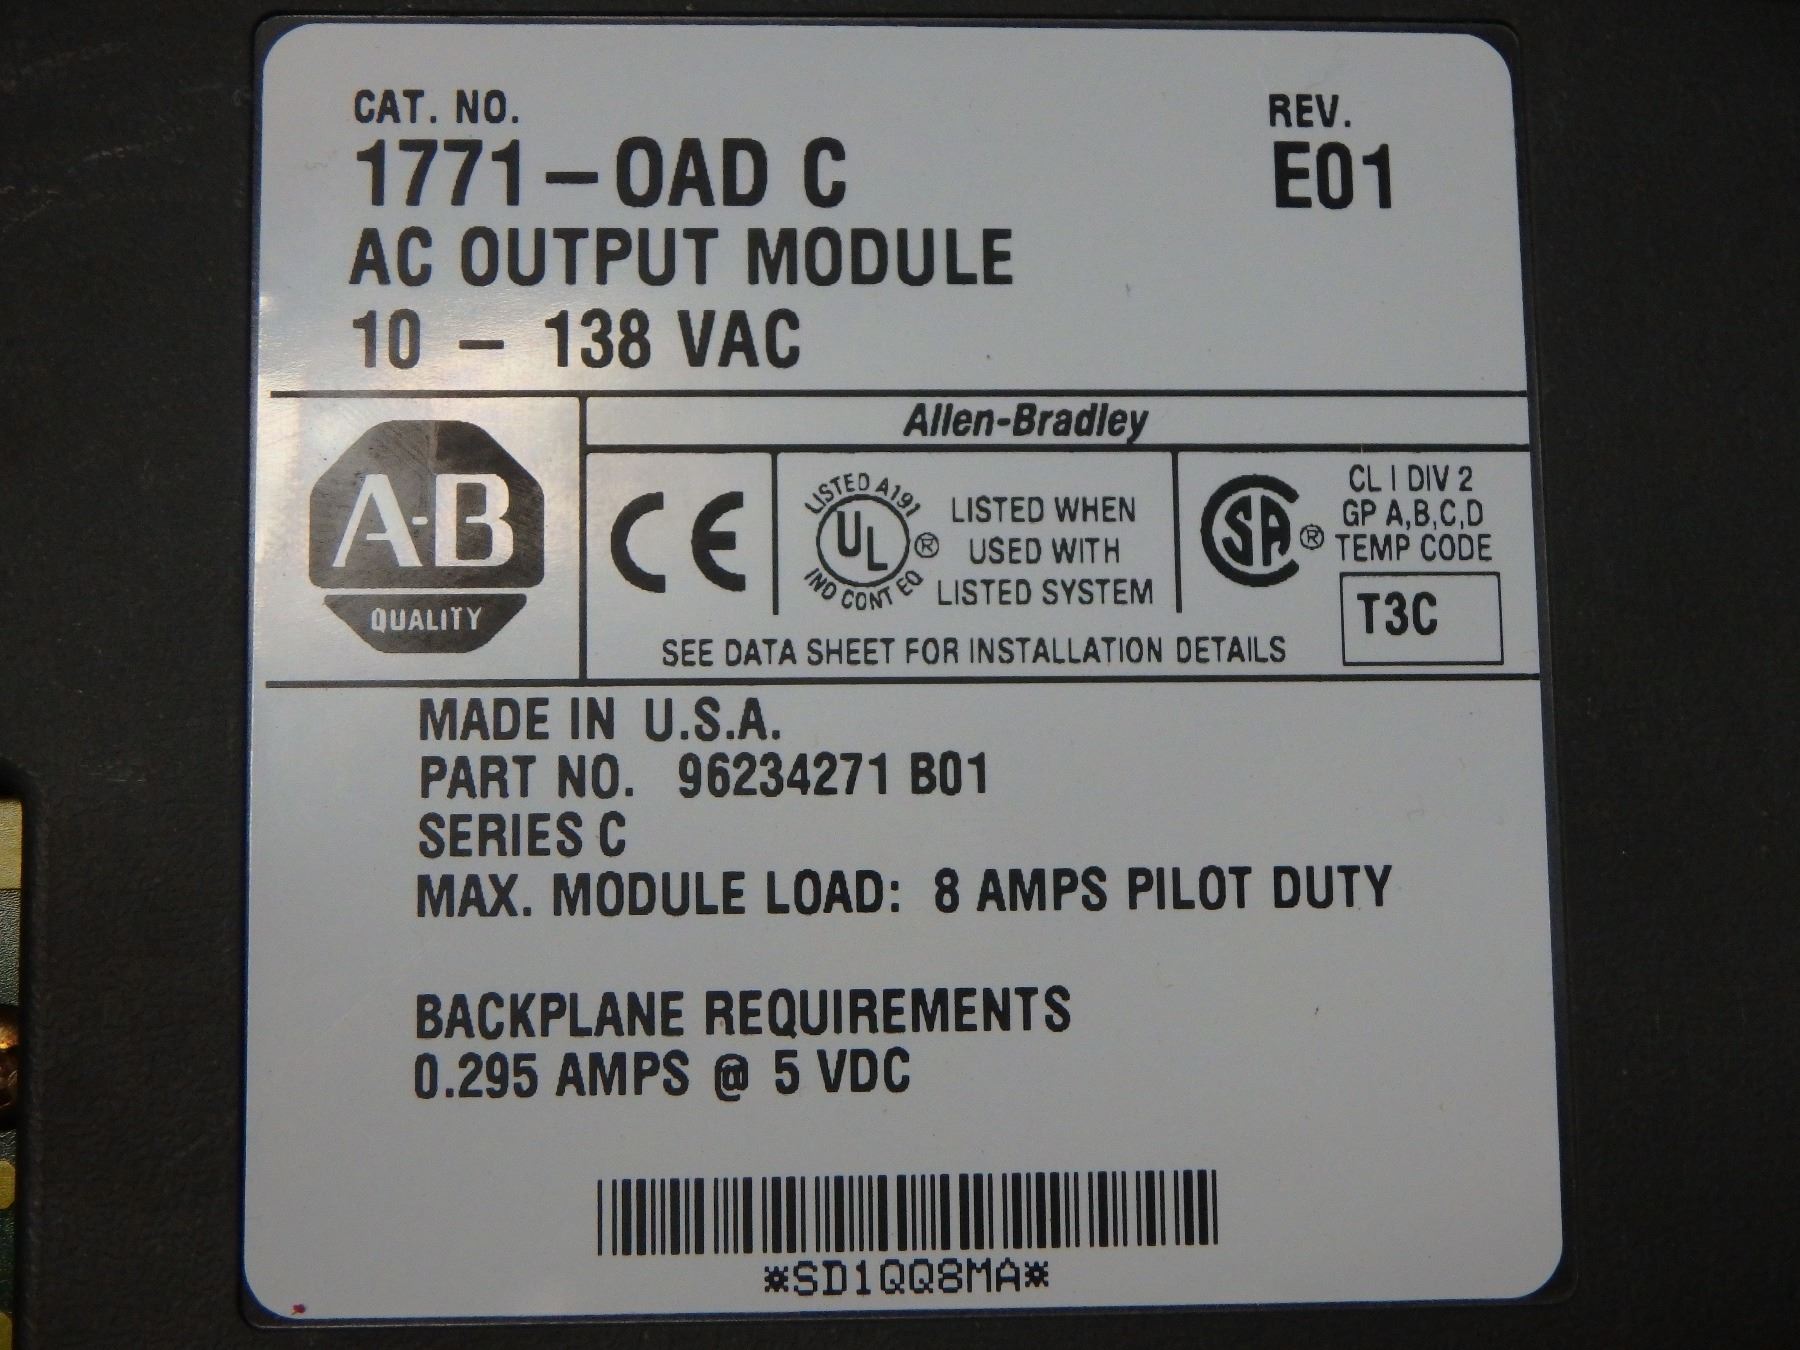 CAT. NO.
REV.
1771-OAD C
E01
AC OUTPUT MODULE
10 - 138 VAC
Allen-Bradley
A-B
QUALITY
CE
LISTED A191
UL ®
IND CONT EQ
LISTED WHEN
USED WITH
LISTED SYSTEM
SA ®
CL I DIV 2
GP A,B,C,D
TEMP CODE
T3C
SEE DATA SHEET FOR INSTALLATION DETAILS
MADE IN U.S.A.
PART NO. 96234271 B01
SERIES C
MAX. MODULE LOAD: 8 AMPS PILOT DUTY
BACKPLANE REQUIREMENTS
0.295 AMPS @ 5 VDC
*SD1QQ8MA*